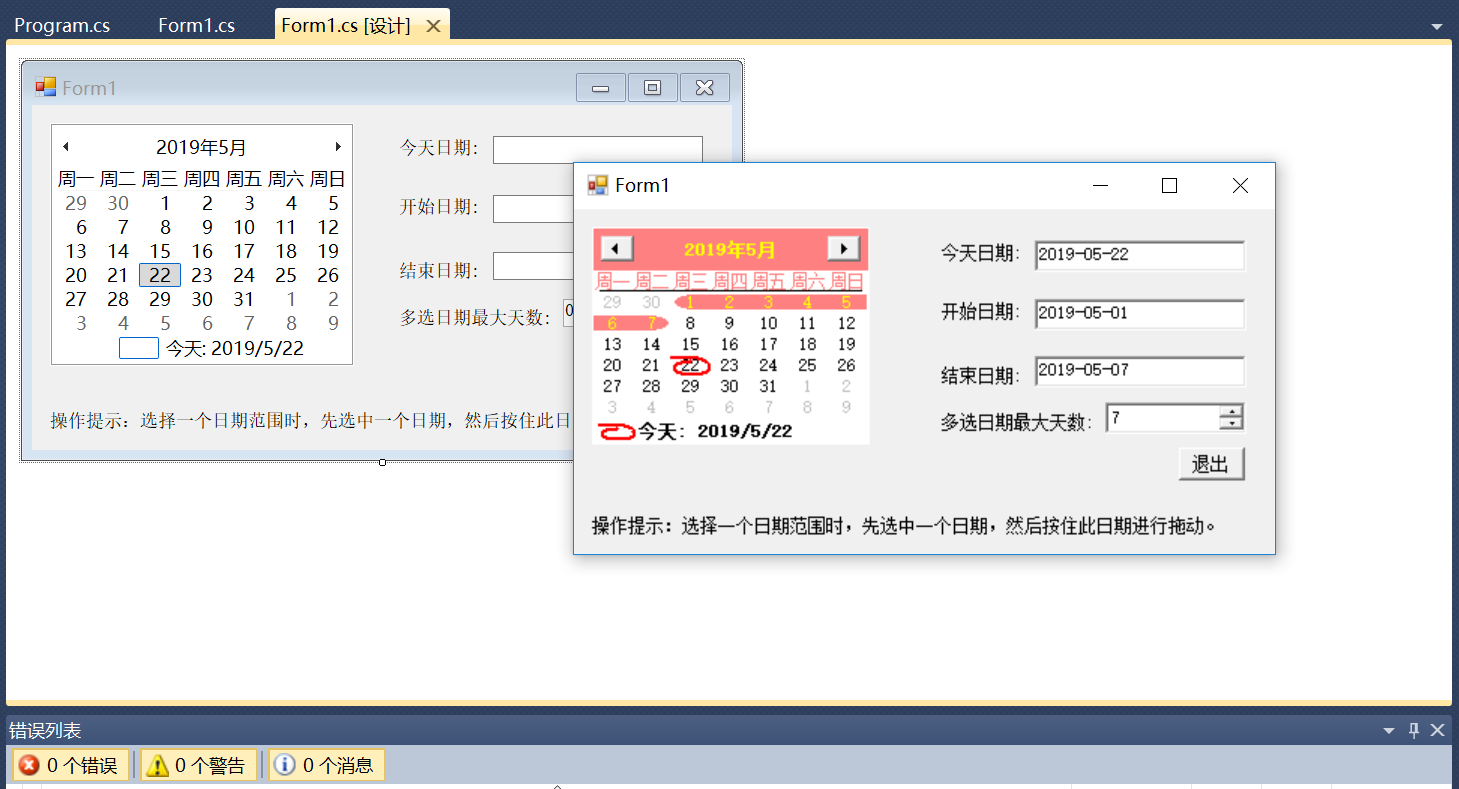 Program.cs Form1.cs Form1.cs [设计]
Form1
2019年5月
周一 周二 周三 周四 周五 周六 周日
29 30 1 2 3 4 5
6 7 8 9 10 11 12
13 14 15 16 17 18 19
20 21 22 23 24 25 26
27 28 29 30 31 1 2
3 4 5 6 7 8 9
今天: 2019/5/22
今天日期：
开始日期：
结束日期：
多选日期最大天数： 0
操作提示：选择一个日期范围时，先选中一个日期，然后按住此日
Form1
2019年5月
周一 周二 周三 周四 周五 周六 周日
29 30 1 2 3 4 5
6 7 8 9 10 11 12
13 14 15 16 17 18 19
20 21 22 23 24 25 26
27 28 29 30 31 1 2
3 4 5 6 7 8 9
今天: 2019/5/22
今天日期： 2019-05-22
开始日期： 2019-05-01
结束日期： 2019-05-07
多选日期最大天数： 7
退出
操作提示：选择一个日期范围时，先选中一个日期，然后按住此日期进行拖动。
错误列表
0 个错误 0 个警告 0 个消息